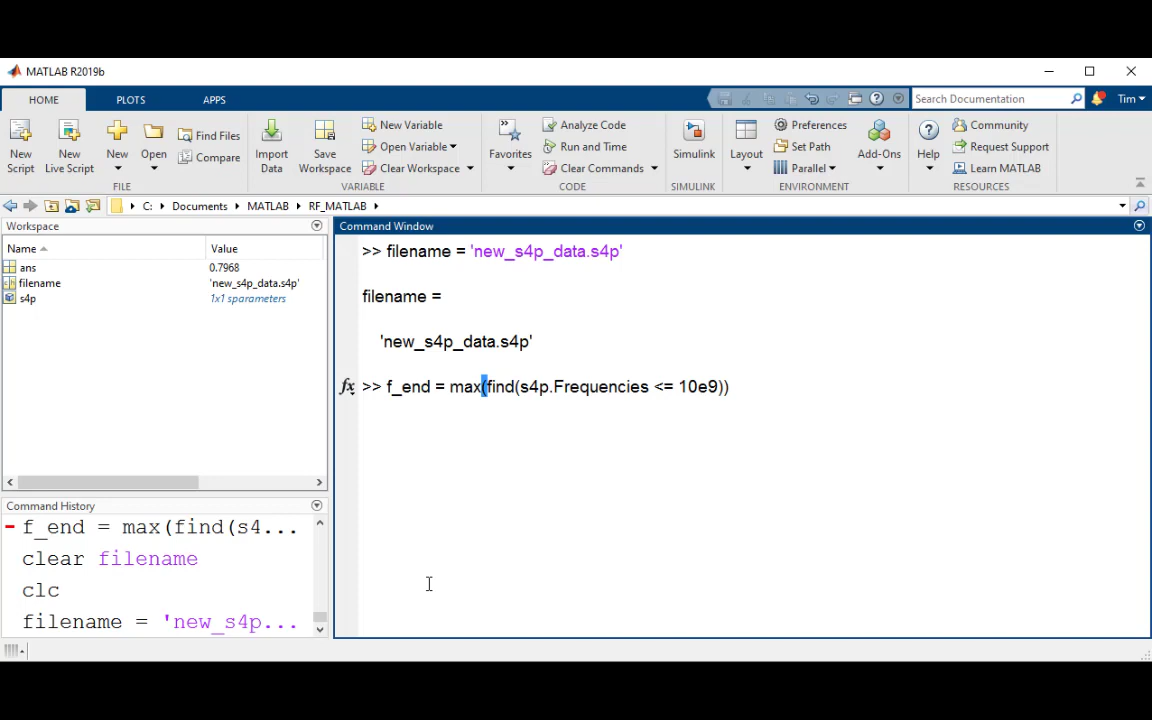 MATLAB R2019b
HOME PLOTS APPS
Search Documentation Tim
New Script
New Live Script
New
Open
Find Files
Compare
FILE
Import Data
Save Workspace
New Variable
Open Variable
Clear Workspace
VARIABLE
Favorites
Analyze Code
Run and Time
Clear Commands
CODE
Simulink
SIMULINK
Layout
Preferences
Set Path
Parallel
ENVIRONMENT
Add-Ons
Help
Community
Request Support
Learn MATLAB
RESOURCES
C: Documents MATLAB RF_MATLAB
Workspace
Name Value
ans 0.7968
filename 'new_s4p_data.s4p'
s4p 1x1 sparameters
Command History
f_end = max(find(s4...
clear filename
clc
filename = 'new_s4p...
Command Window
>> filename = 'new_s4p_data.s4p'
filename =
'new_s4p_data.s4p'
fx >> f_end = max(find(s4p.Frequencies <= 10e9))